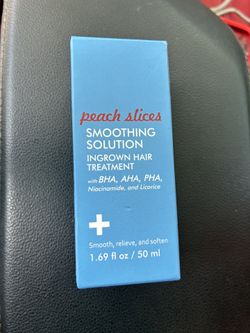 peach slices
SMOOTHING
SOLUTION
INGROWN HAIR
TREATMENT
with BHA, AHA, PHA,
Niacinamide, and Licorice
Smooth, relieve, and soften
1.69 fl oz / 50 ml